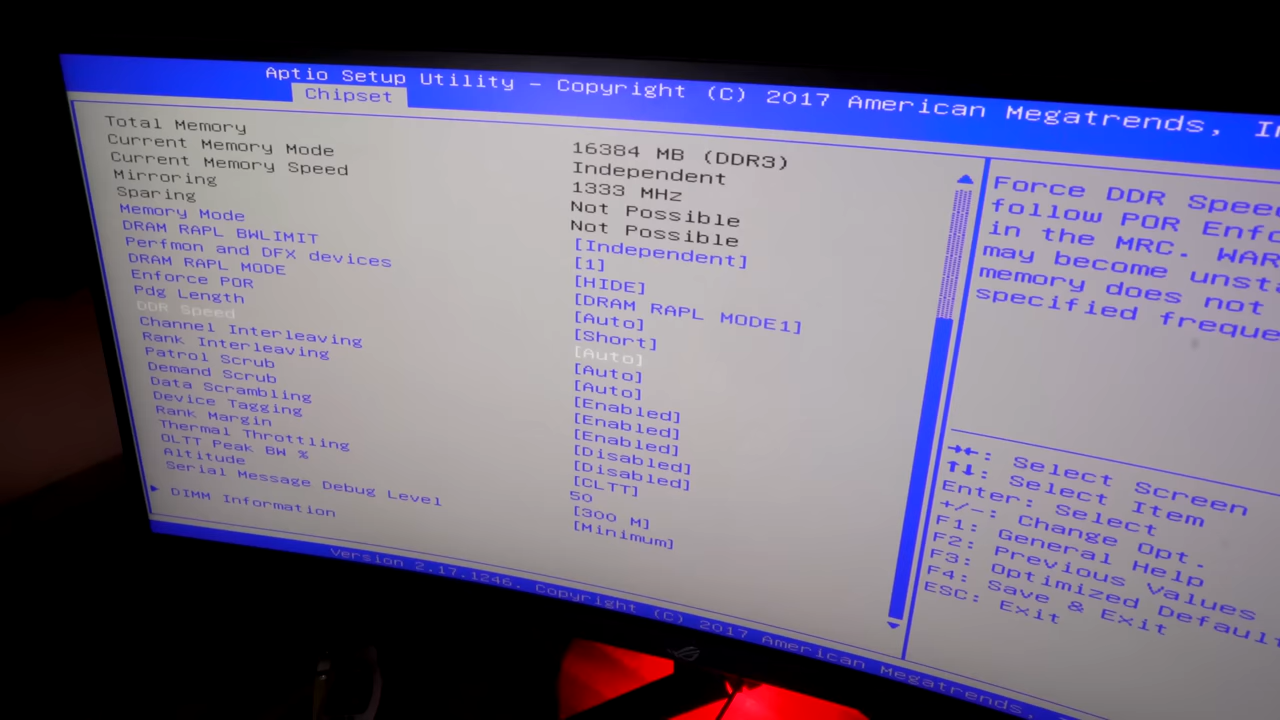 Aptio Setup Utility - Copyright (C) 2017 American Megatrends,
Chipset
Total Memory 16384 MB (DDR3)
Current Memory Mode Independent
Current Memory Speed 1333 MHz
Mirroring Not Possible
Sparing Not Possible
Memory Mode [Independent]
DRAM RAPL BWLIMIT [1]
Perfmon and DFX devices [HIDE]
DRAM RAPL MODE [DRAM RAPL MODE1]
Enforce POR [Auto]
Pdg Length [Short]
DDR Speed [Auto]
Channel Interleaving [Auto]
Rank Interleaving [Auto]
Patrol Scrub [Enabled]
Demand Scrub [Enabled]
Data Scrambling [Enabled]
Device Tagging [Disabled]
Rank Margin [Disabled]
Thermal Throttling [CLTT]
OLTT Peak BW % 50
Altitude [300 M]
Serial Message Debug Level [Minimum]
DIMM Information
Force DDR
follow POR
in the MRC.
may become
memory does not
specified
→←: Select Screen
↑↓: Select Item
Enter: Select
+/-: Change Opt.
F1: General Help
F2: Previous Values
F3: Optimized
F4: Save & Exit
ESC: Exit
Version 2.17.1246. Copyright (C) 2017 American Megatrends,